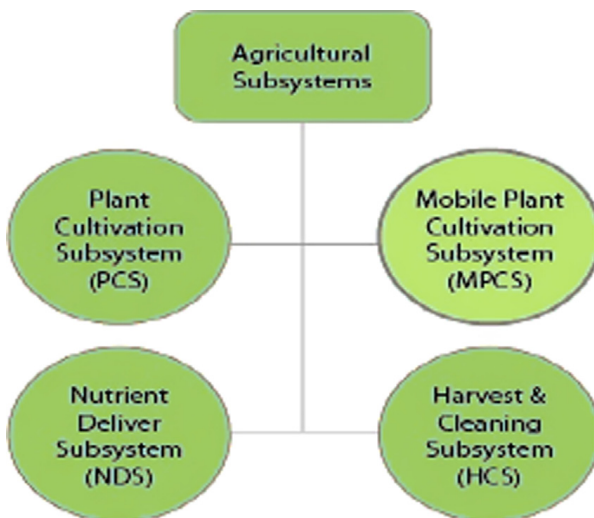 Agricultural
Subsystems
Plant
Cultivation
Subsystem
(PCS)
Mobile Plant
Cultivation
Subsystem
(MPCS)
Nutrient
Deliver
Subsystem
(NDS)
Harvest &
Cleaning
Subsystem
(HCS)